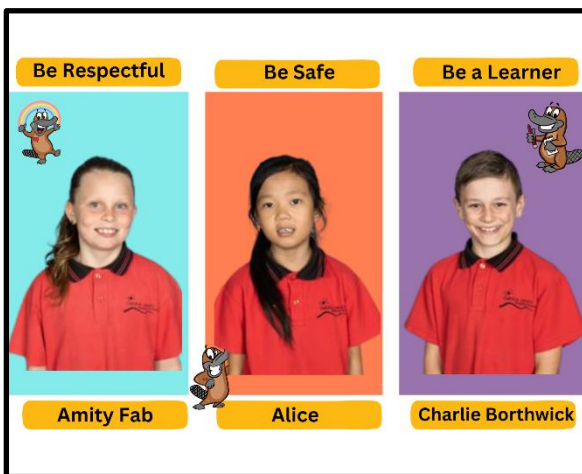 Be Respectful
Be Safe
Be a Learner
Amity Fab
Alice
Charlie Borthwick